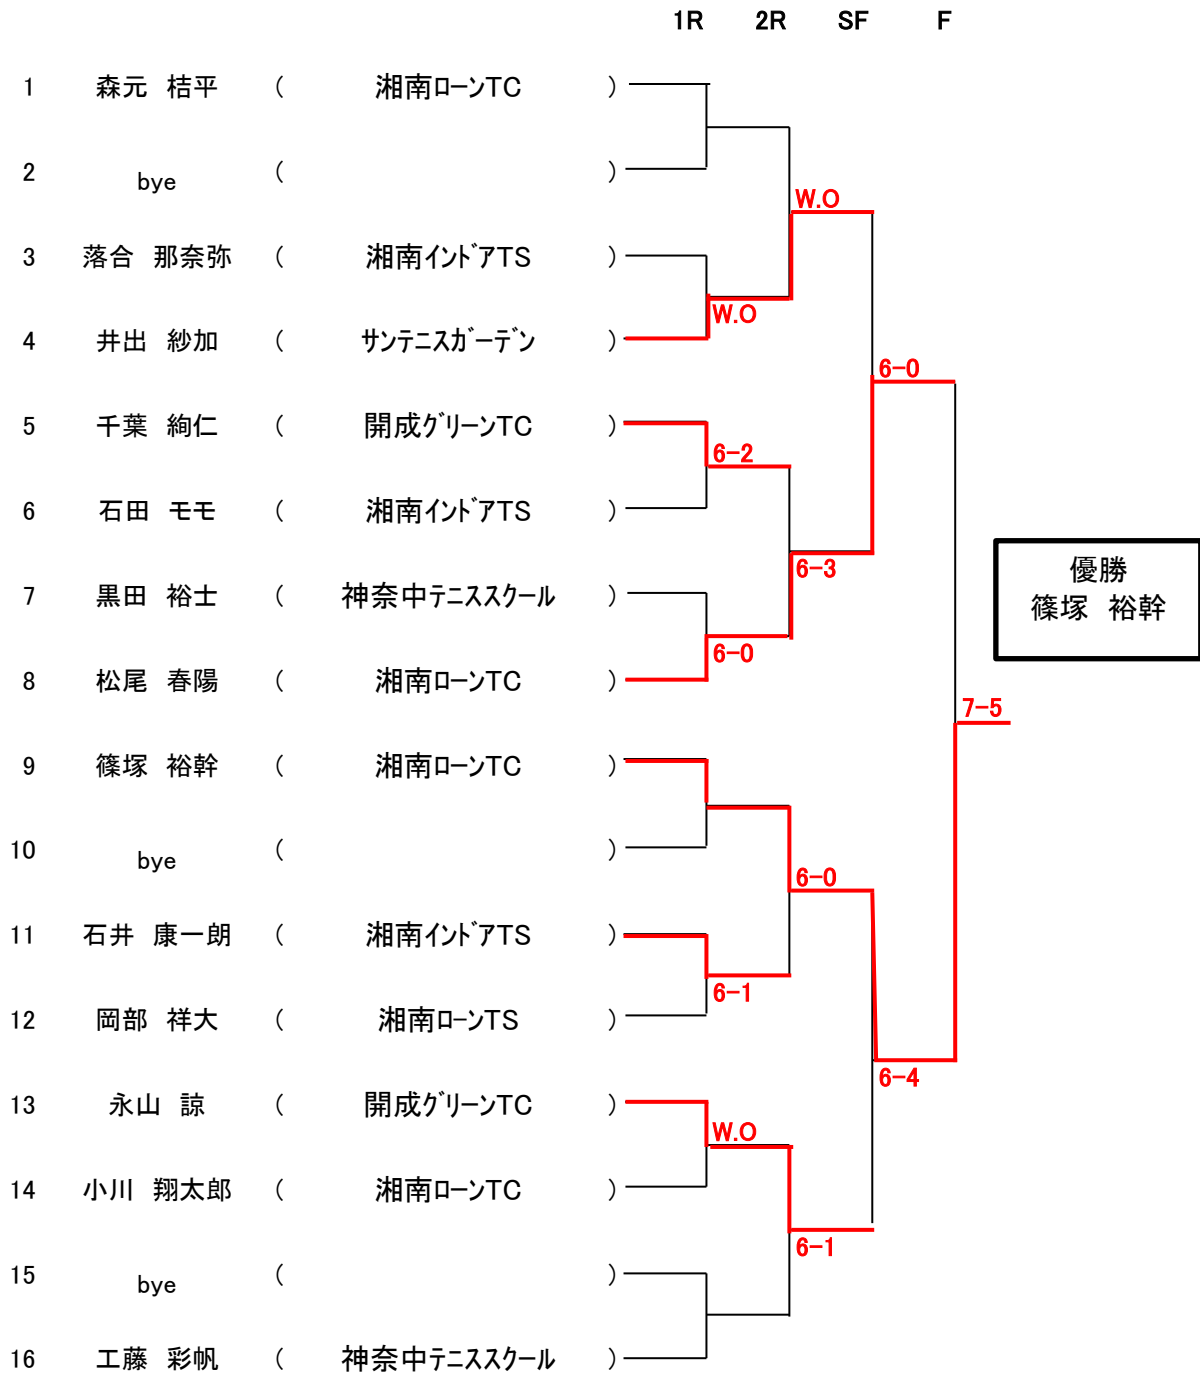 1R 2R SF F
1 森元 桔平 ( 湘南ローンTC )
2 bye ( )
W.O
3 落合 那奈弥 ( 湘南インドアTS )
W.O
4 井出 紗加 ( サンテニスガーデン )
6-0
5 千葉 絢仁 ( 開成グリーンTC )
6-2
6 石田 モモ ( 湘南インドアTS )
優勝
6-3
7 黒田 裕士 ( 神奈中テニススクール )
篠塚 裕幹
6-0
8 松尾 春陽 ( 湘南ローンTC )
7-5
9 篠塚 裕幹 ( 湘南ローンTC )
10 bye ( )
6-0
11 石井 康一朗 ( 湘南インドアTS )
6-1
12 岡部 祥大 ( 湘南ローンTS )
6-4
13 永山 諒 ( 開成グリーンTC )
W.O
14 小川 翔太郎 ( 湘南ローンTC )
6-1
15 bye ( )
16 工藤 彩帆 ( 神奈中テニススクール )